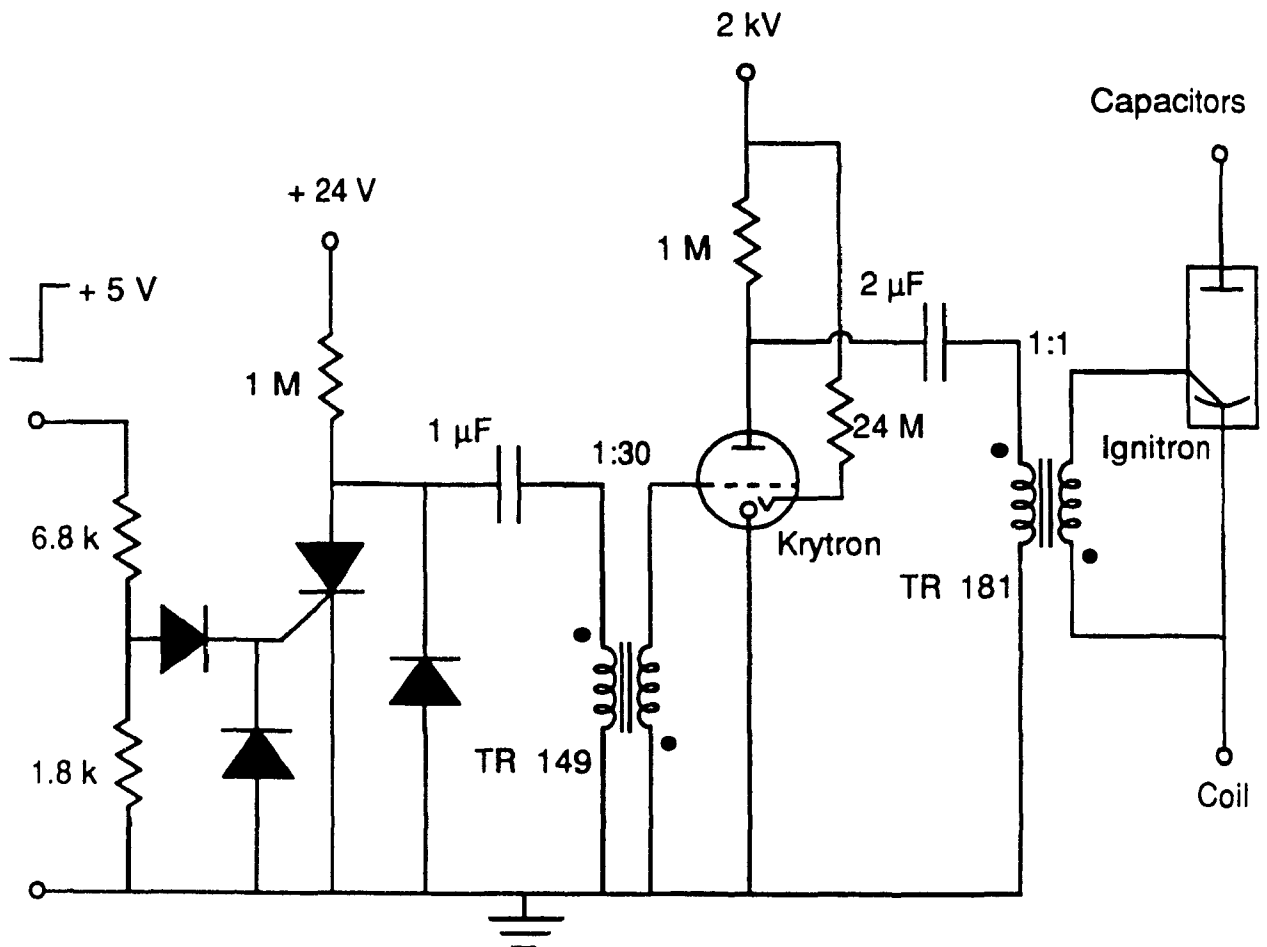 2 kV
Capacitors
+ 24 V
+ 5 V
1 M
2 µF
1:1
1 M
24 M
1 µF
1:30
Ignitron
6.8 k
Krytron
TR 181
1.8 k
TR 149
Coil